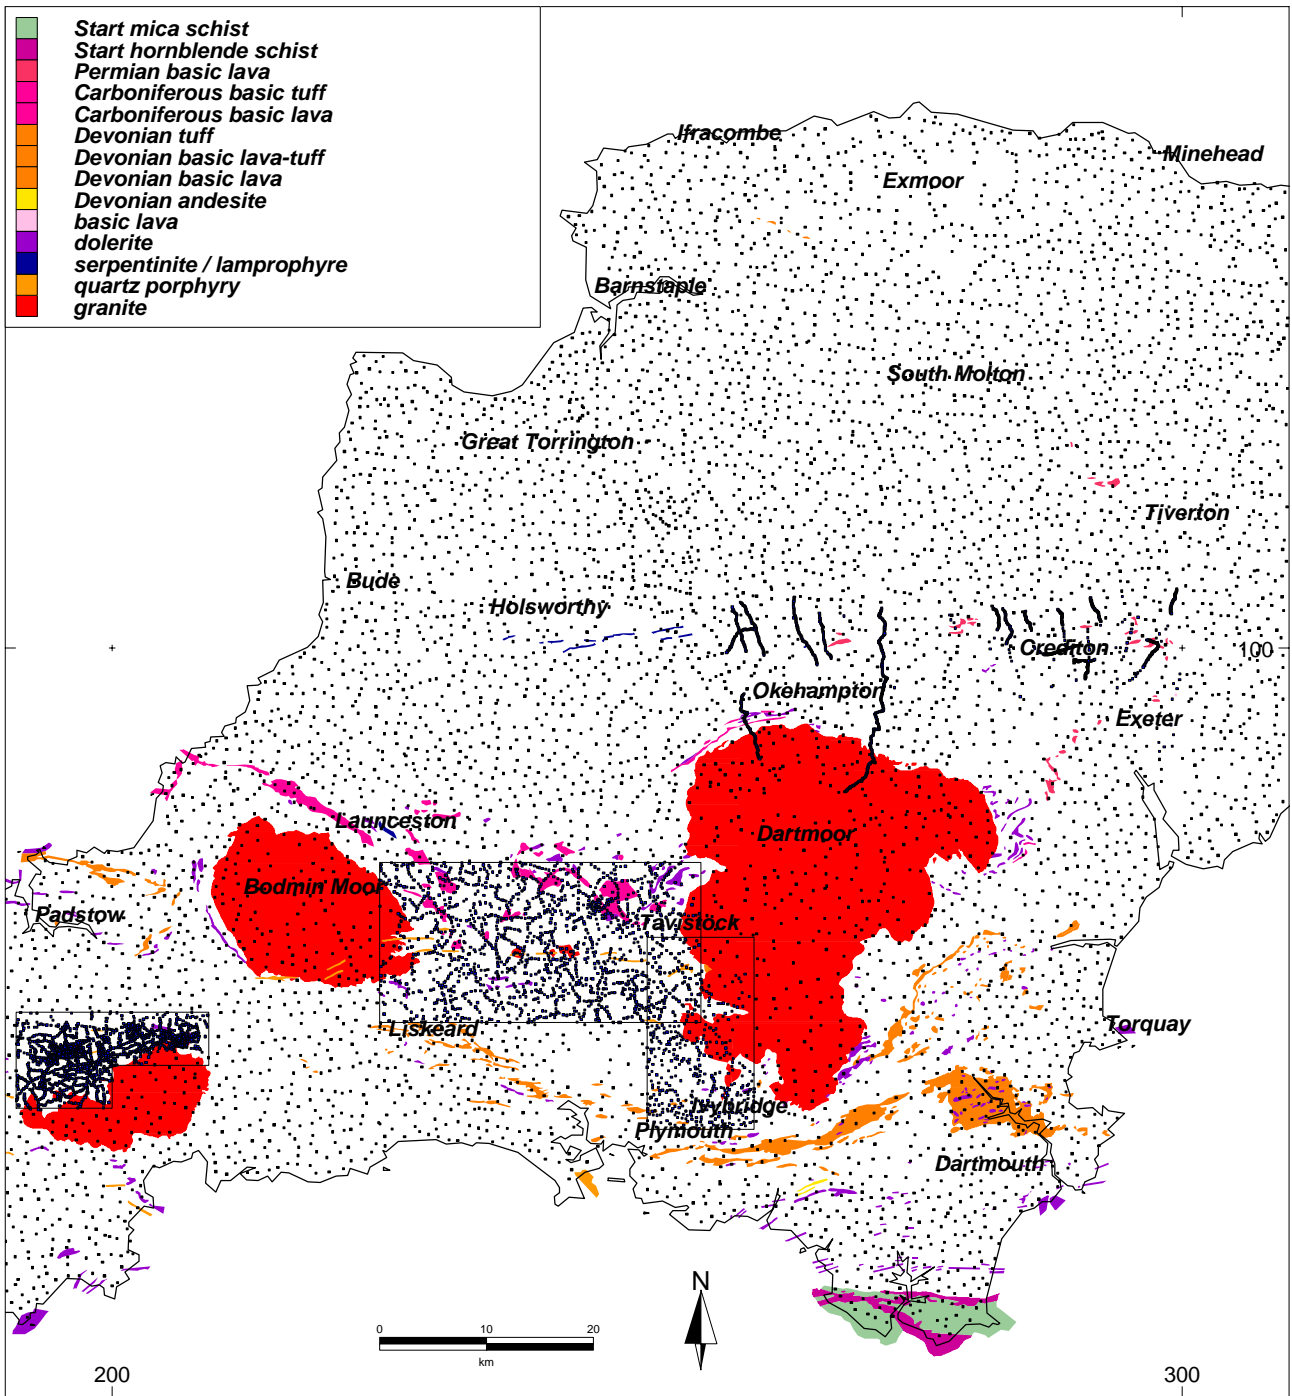 Start mica schist
Start hornblende schist
Permian basic lava
Carboniferous basic tuff
Carboniferous basic lava
Devonian tuff
Devonian basic lava-tuff
Devonian basic lava
Devonian andesite
basic lava
dolerite
serpentinite / lamprophyre
quartz porphyry
granite
Ifracombe
Minehead
Exmoor
Barnstaple
South Molton
Great Torrington
Tiverton
Bude
Holsworthy
Crediton
100
Okehampton
Exeter
Launceston
Dartmoor
Bodmin Moor
Padstow
Tavistock
Liskeard
Torquay
Ivybridge
Plymouth
Dartmouth
N
0 10 20
km
200 300